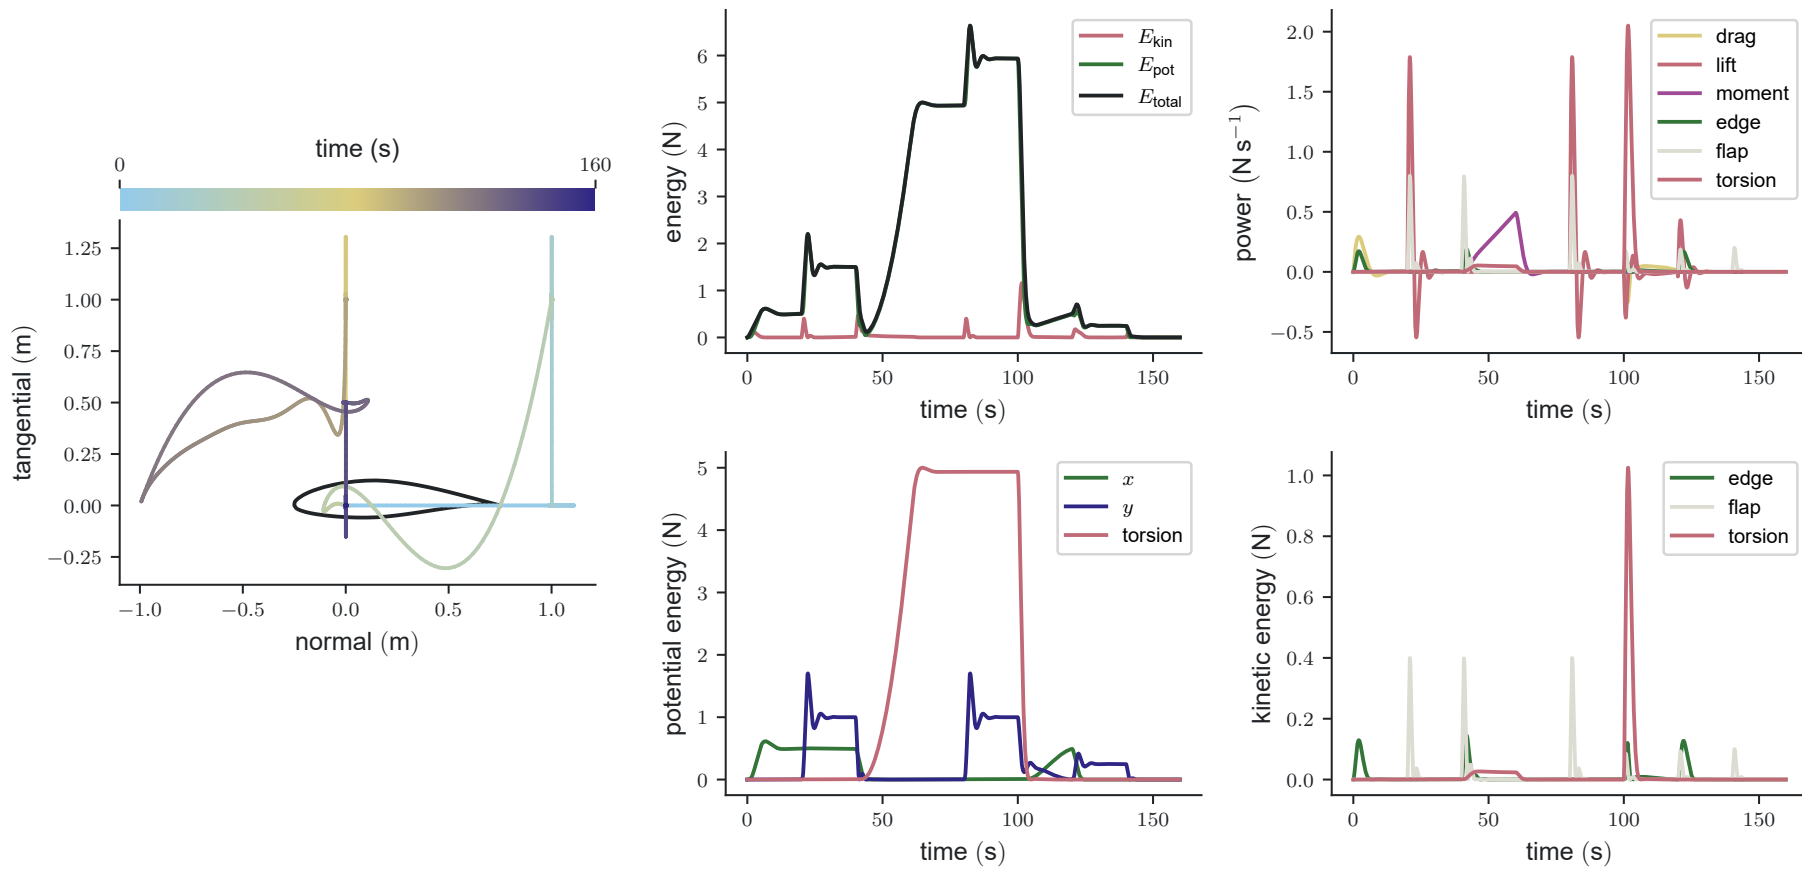 time (s)
0 160
1.25
1.00
0.75
0.50
0.25
0.00
−0.25
tangential (m)
−1.0 −0.5 0.0 0.5 1.0
normal (m)
6
5
4
3
2
1
0
energy (N)
E_kin
E_pot
E_total
0 50 100 150
time (s)
2.0
1.5
1.0
0.5
0.0
−0.5
power (N s⁻¹)
drag
lift
moment
edge
flap
torsion
0 50 100 150
time (s)
5
4
3
2
1
0
potential energy (N)
x
y
torsion
0 50 100 150
time (s)
1.0
0.8
0.6
0.4
0.2
0.0
kinetic energy (N)
edge
flap
torsion
0 50 100 150
time (s)